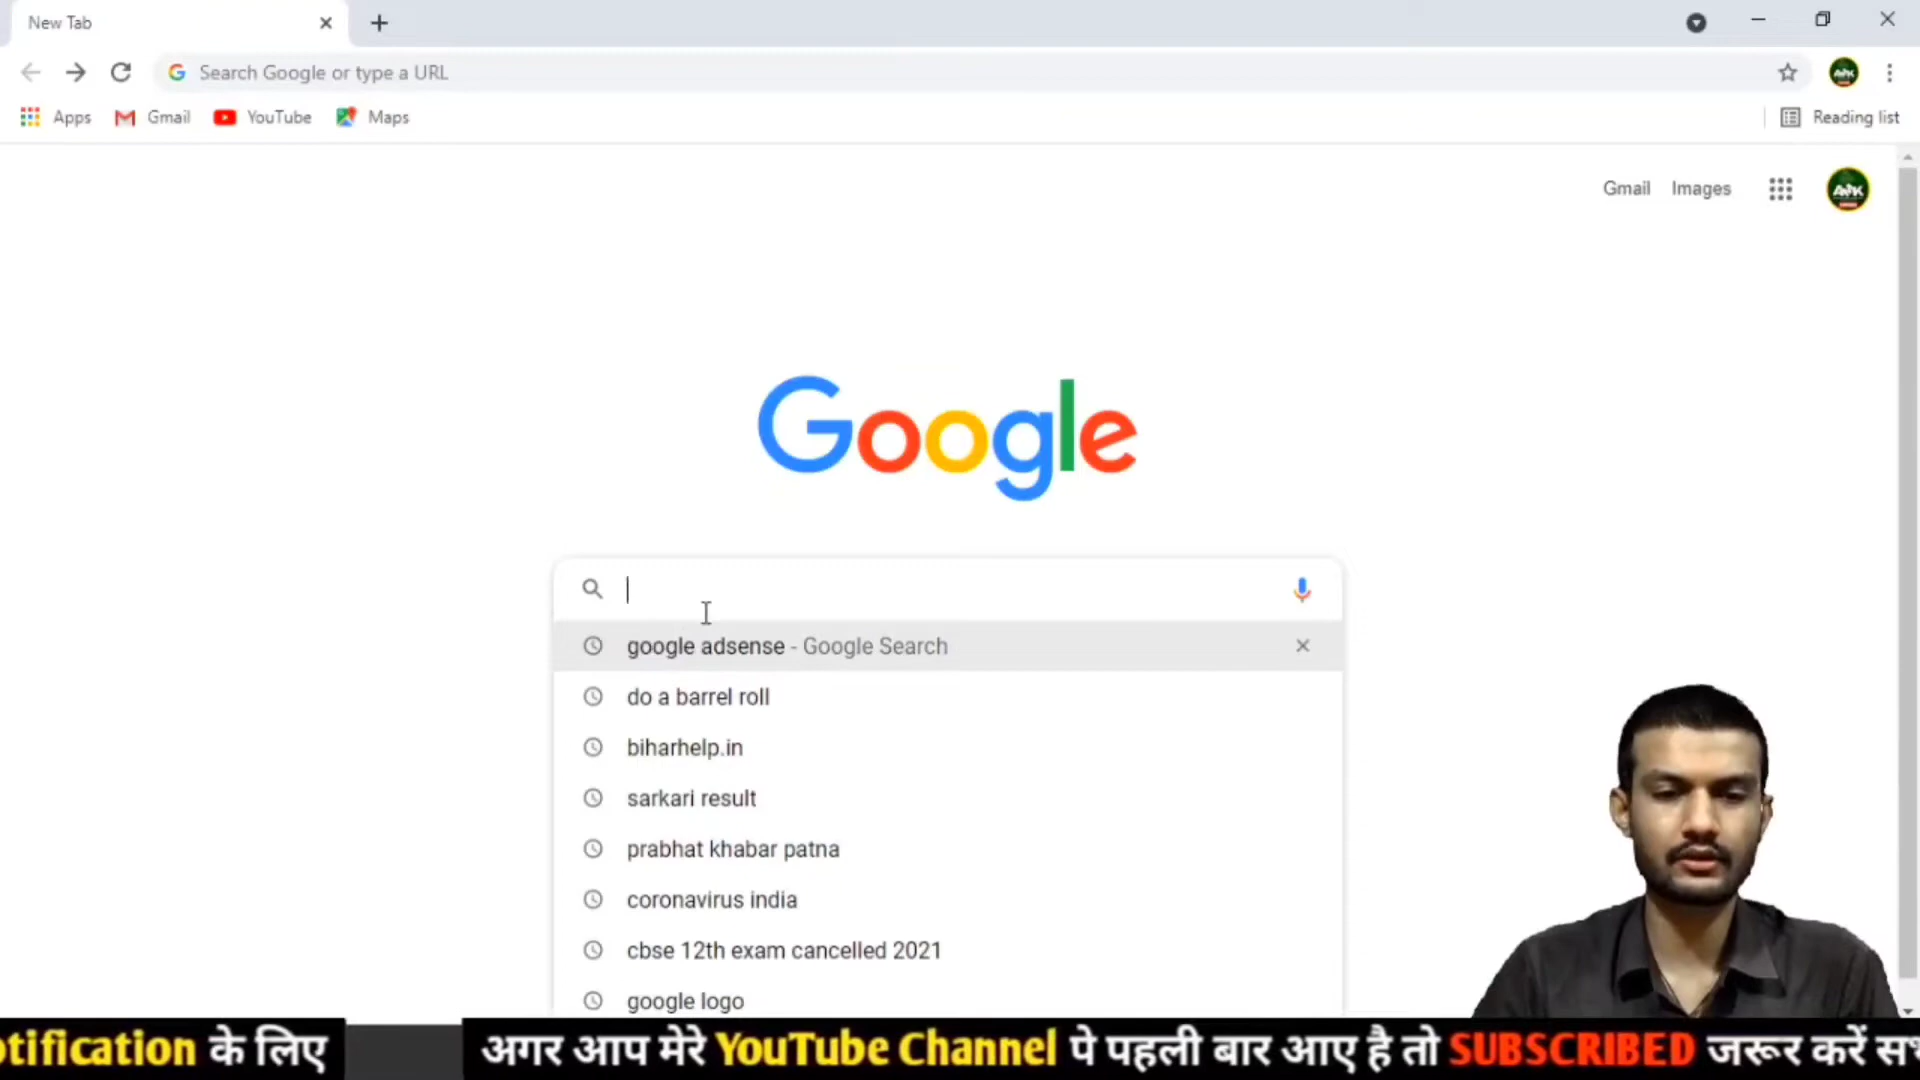 New Tab
Search Google or type a URL
Apps Gmail YouTube Maps Reading list
Gmail Images
Google
google adsense - Google Search
do a barrel roll
biharhelp.in
sarkari result
prabhat khabar patna
coronavirus india
cbse 12th exam cancelled 2021
google logo
otification के लिए अगर आप मेरे YouTube Channel पे पहली बार आए है तो SUBSCRIBED जरूर करें